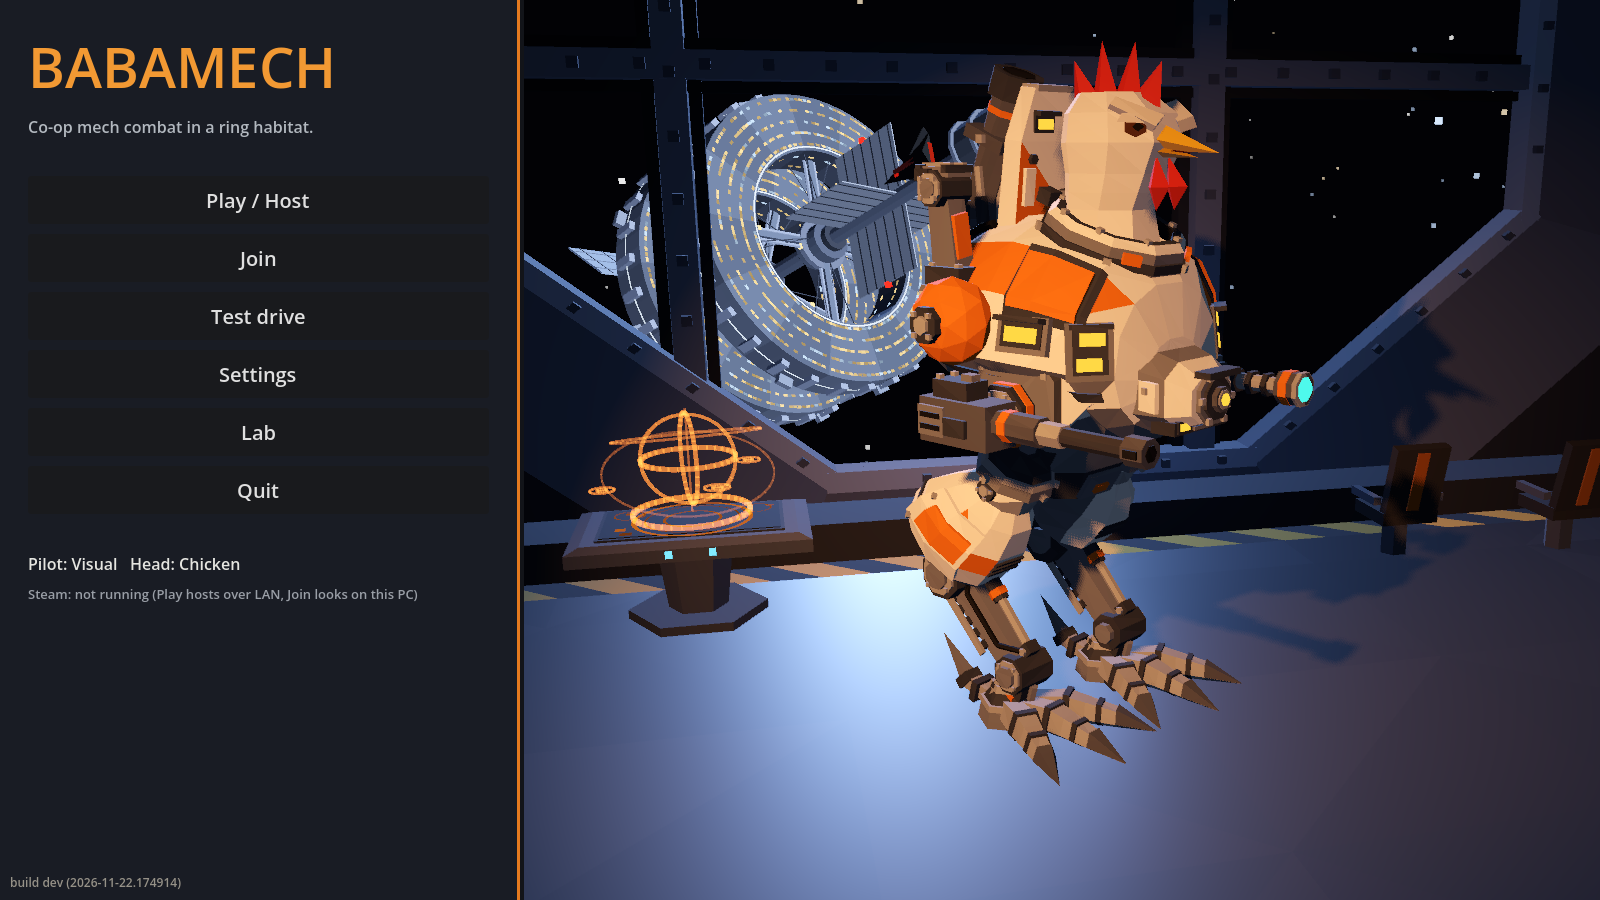 BABAMECH
Co-op mech combat in a ring habitat.
Play / Host
Join
Test drive
Settings
Lab
Quit
Pilot: Visual   Head: Chicken
Steam: not running (Play hosts over LAN, Join looks on this PC)
build dev (2026-11-22.174914)